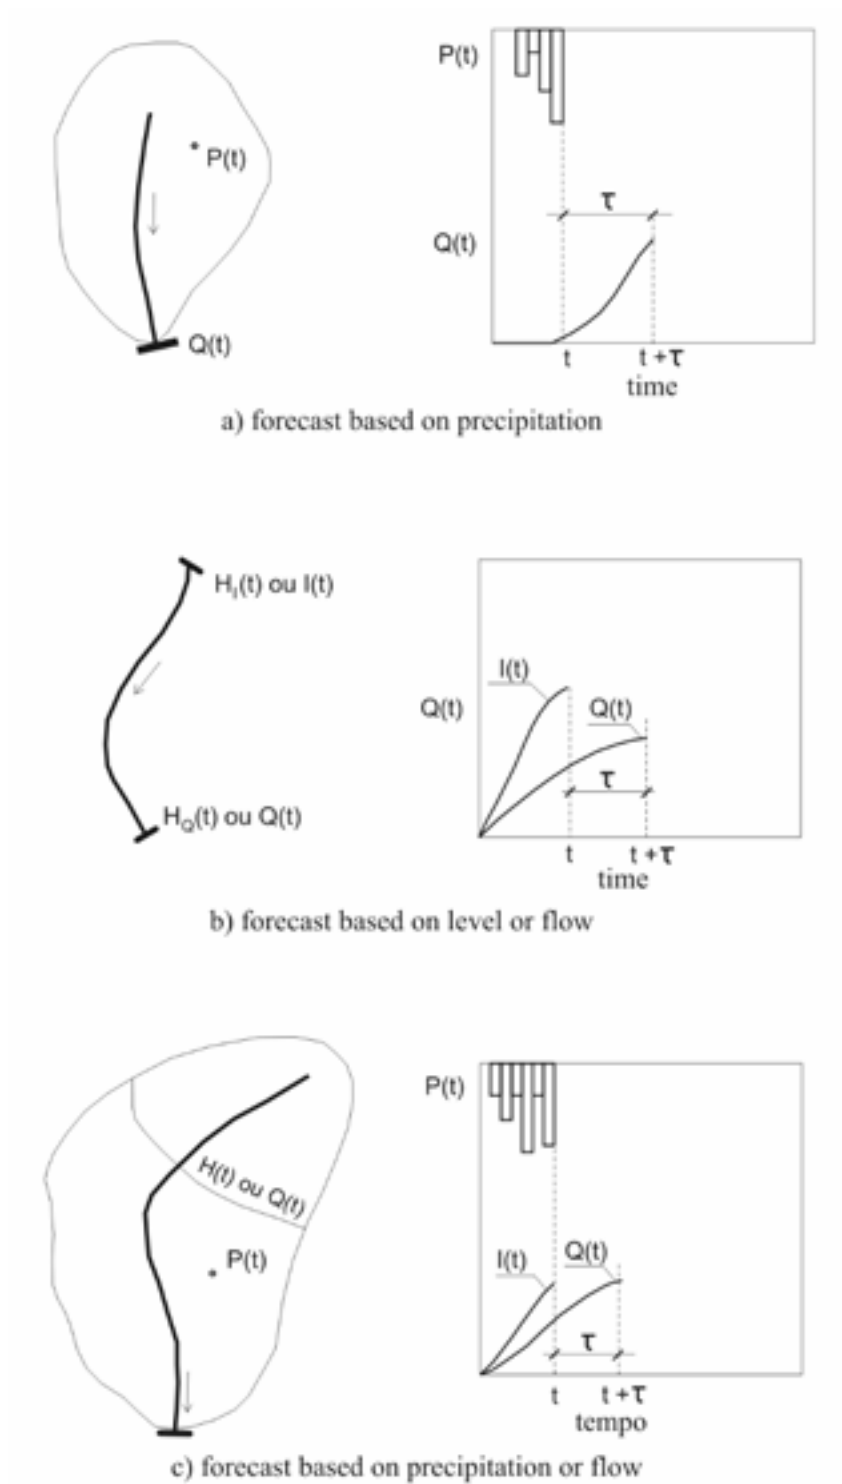 P(t)
P(t)
τ
Q(t)
Q(t)
t
t+τ
time
a) forecast based on precipitation
H_I(t) ou I(t)
I(t)
Q(t)
Q(t)
τ
H_Q(t) ou Q(t)
t
t+τ
time
b) forecast based on level or flow
P(t)
H(t) ou Q(t)
P(t)
I(t)
Q(t)
τ
t
t+τ
tempo
c) forecast based on precipitation or flow